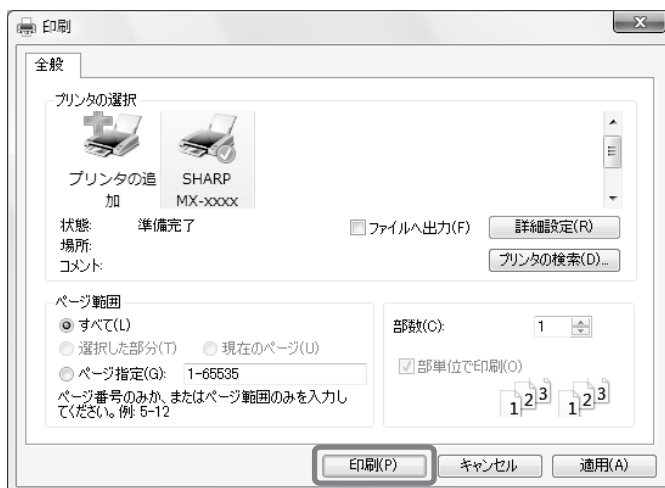 印刷
全般
プリンタの選択
プリンタの追
加
SHARP
MX-xxxx
状態: 準備完了
場所:
コメント:
ファイルへ出力(F)
詳細設定(R)
プリンタの検索(D)...
ページ範囲
すべて(L)
選択した部分(T) 現在のページ(U)
ページ指定(G): 1-65535
ページ番号のみか、またはページ範囲のみを入力し
てください。例: 5-12
部数(C): 1
部単位で印刷(O)
1 2 3 1 2 3
印刷(P) キャンセル 適用(A)